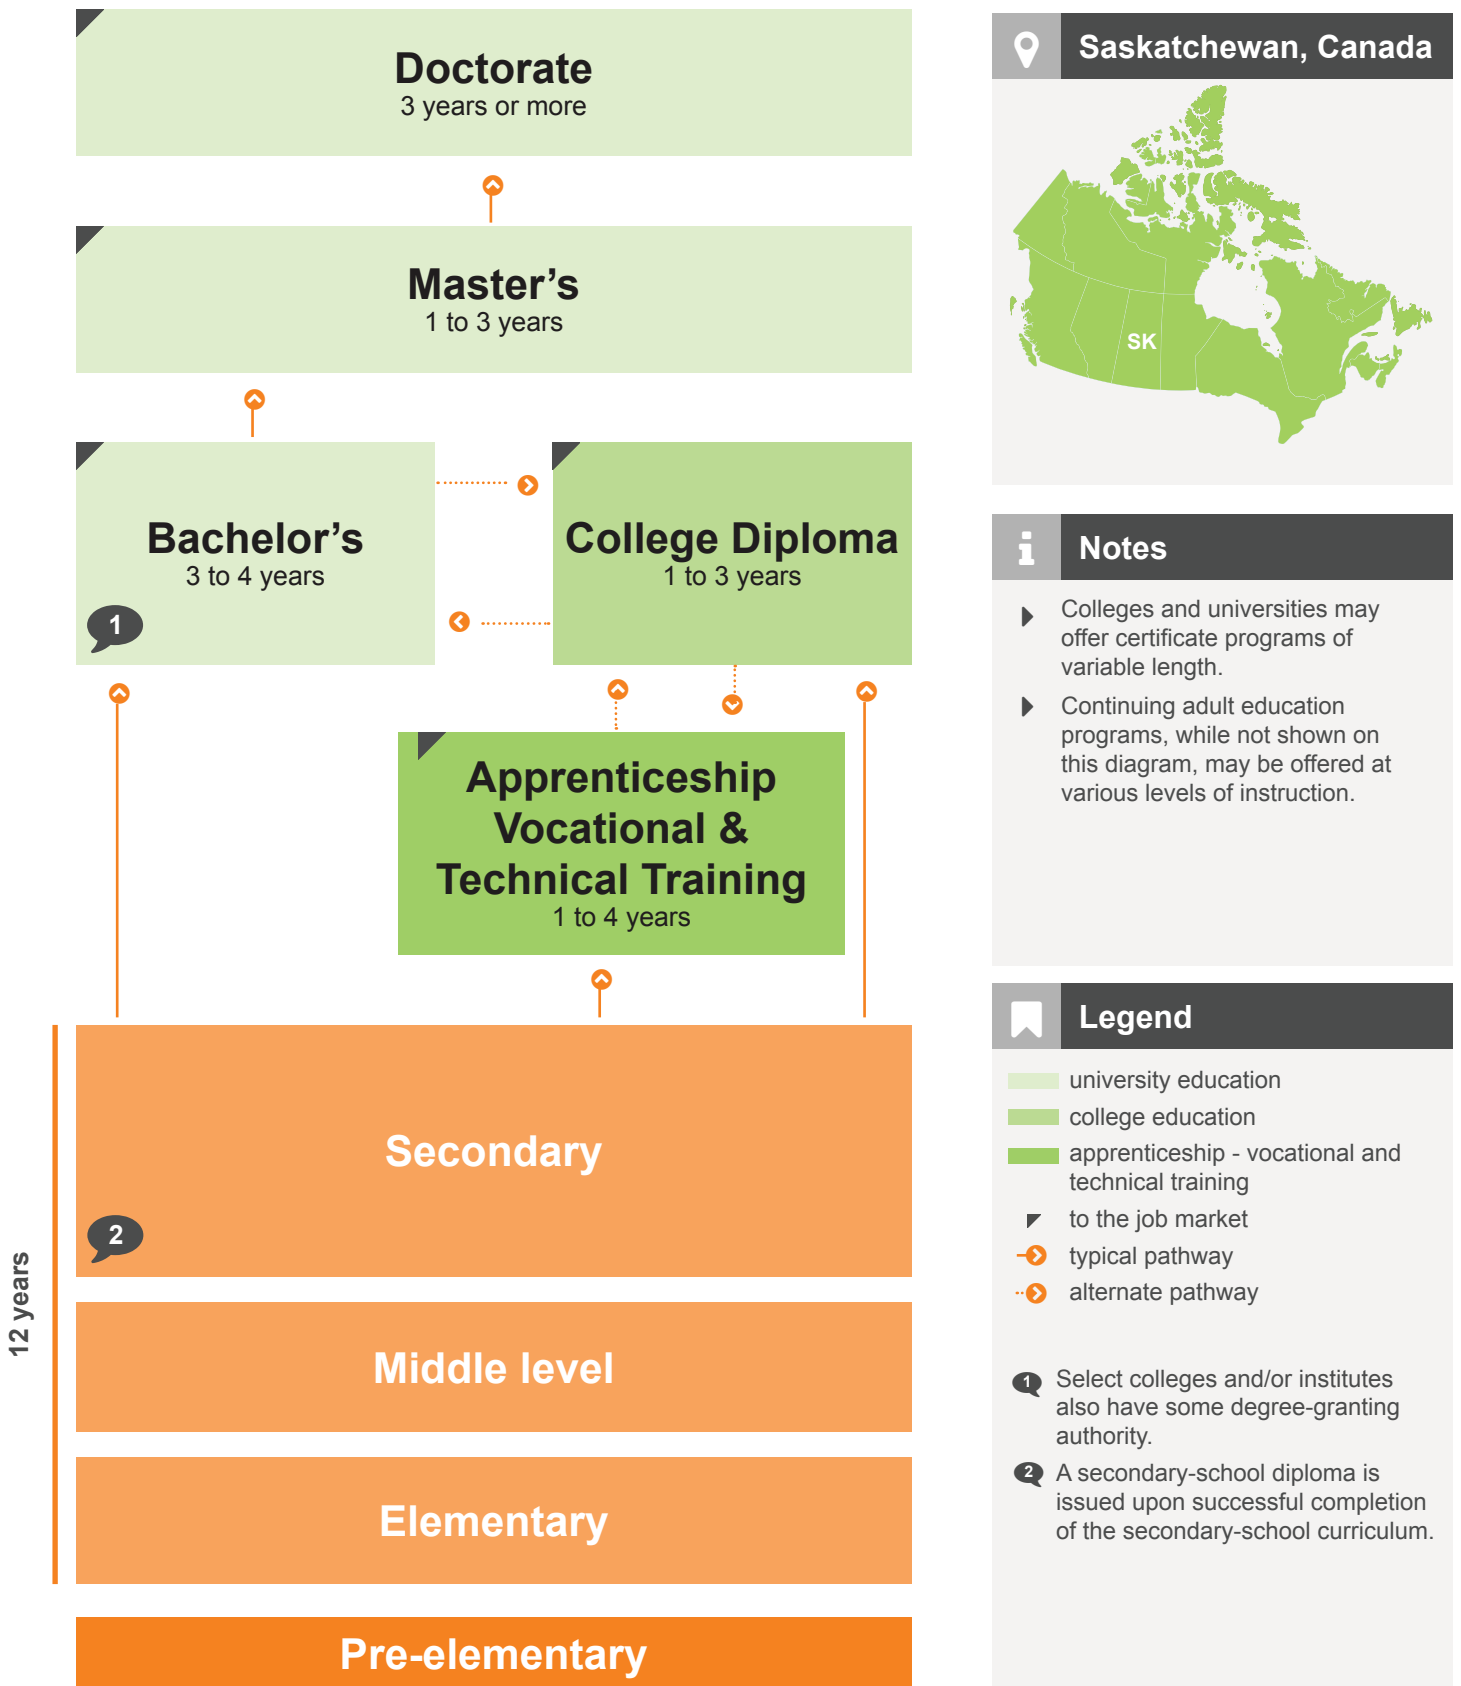 Doctorate
3 years or more
Master’s
1 to 3 years
Bachelor’s
3 to 4 years
1
College Diploma
1 to 3 years
Apprenticeship
Vocational &
Technical Training
1 to 4 years
12 years
Secondary
2
Middle level
Elementary
Pre-elementary
Saskatchewan, Canada
SK
Notes
Colleges and universities may
offer certificate programs of
variable length.
Continuing adult education
programs, while not shown on
this diagram, may be offered at
various levels of instruction.
Legend
university education
college education
apprenticeship - vocational and
technical training
to the job market
typical pathway
alternate pathway
1 Select colleges and/or institutes
also have some degree-granting
authority.
2 A secondary-school diploma is
issued upon successful completion
of the secondary-school curriculum.